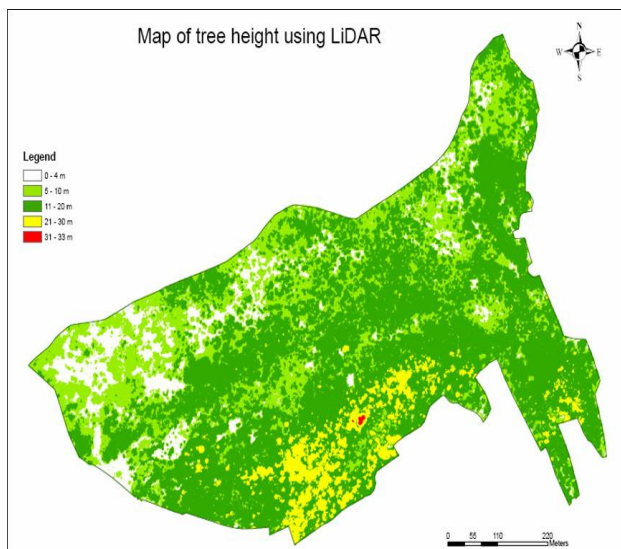 Map of tree height using LiDAR
N
W E
S
Legend
0 - 4 m
5 - 10 m
11 - 20 m
21 - 30 m
31 - 33 m
0 55 110 220
Meters